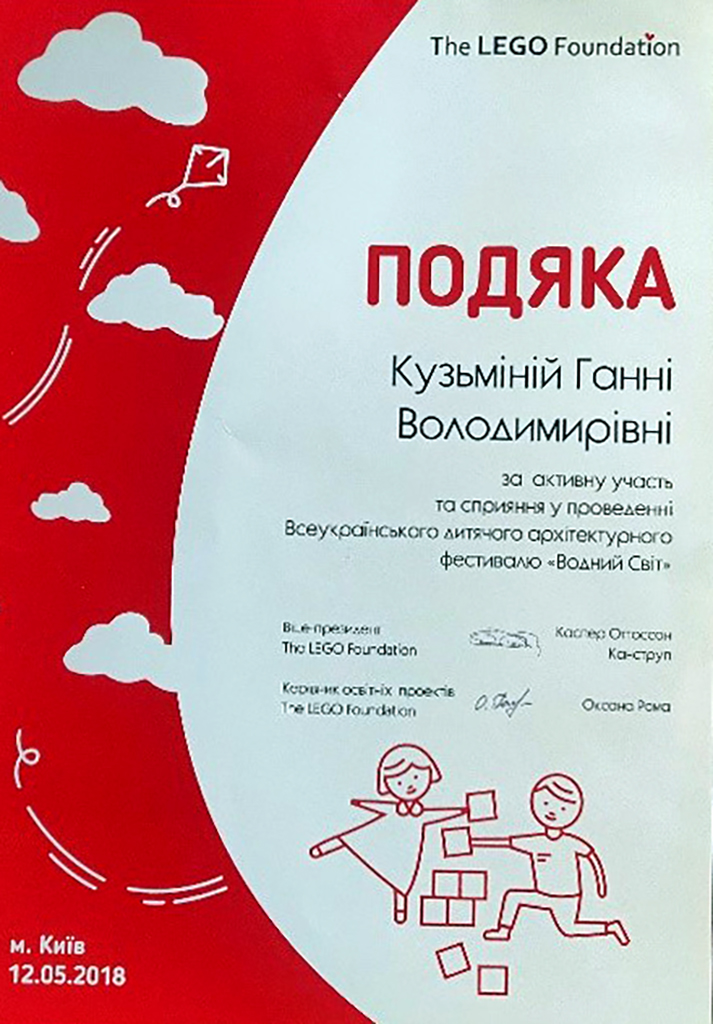 The LEGO Foundation
ПОДЯКА
Кузьміній Ганні
Володимирівні
за активну участь
та сприяння у проведенні
Всеукраїнського дитячого архітектурного
фестивалю «Водний Світ»
Віце-президент
The LEGO Foundation
Каспер Оттоссон
Канструп
Керівник освітніх проектів
The LEGO Foundation
Оксана Рома
м. Київ
12.05.2018